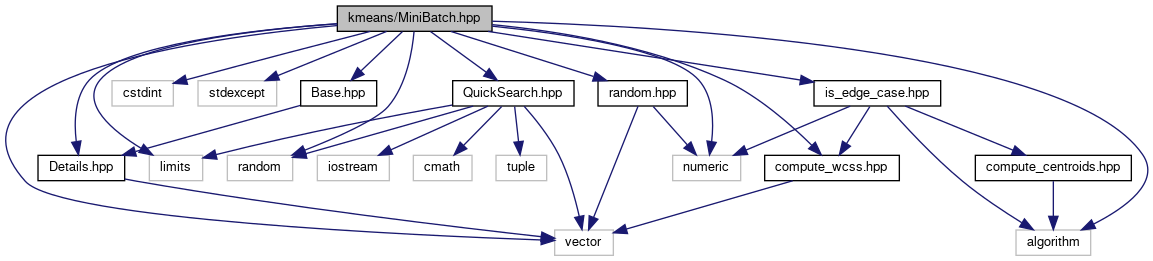 kmeans/MiniBatch.hpp
cstdint
stdexcept
Base.hpp
QuickSearch.hpp
random.hpp
is_edge_case.hpp
Details.hpp
limits
random
iostream
cmath
tuple
numeric
compute_wcss.hpp
compute_centroids.hpp
vector
algorithm